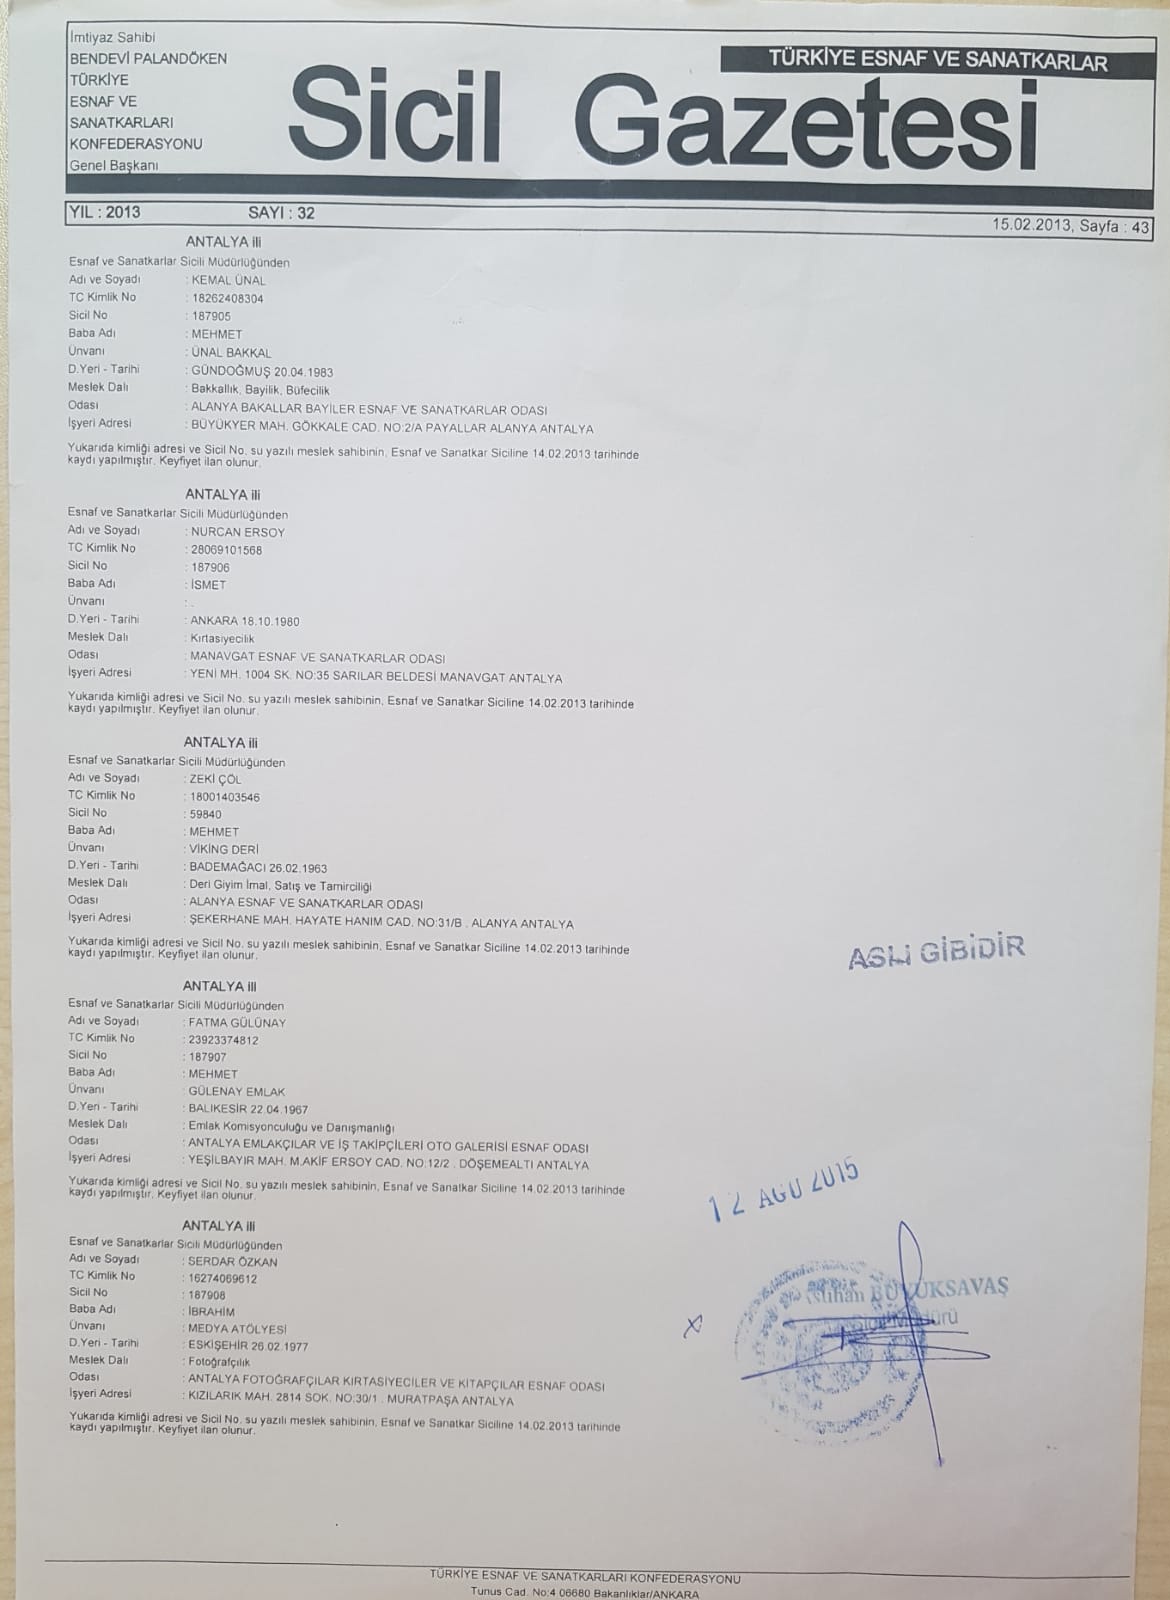 İmtiyaz Sahibi
BENDEVİ PALANDÖKEN
TÜRKİYE
ESNAF VE
SANATKARLARI
KONFEDERASYONU
Genel Başkanı
TÜRKİYE ESNAF VE SANATKARLAR
Sicil Gazetesi
YIL : 2013 SAYI : 32 15.02.2013, Sayfa : 43
ANTALYA ili
Esnaf ve Sanatkarlar Sicili Müdürlüğünden
Adı ve Soyadı : KEMAL ÜNAL
TC Kimlik No : 18262408304
Sicil No : 187905
Baba Adı : MEHMET
Ünvanı : ÜNAL BAKKAL
D.Yeri - Tarihi : GÜNDOĞMUŞ 20.04.1983
Meslek Dalı : Bakkallık, Bayilik, Büfecilik
Odası : ALANYA BAKALLAR BAYİLER ESNAF VE SANATKARLAR ODASI
İşyeri Adresi : BÜYÜKYER MAH. GÖKKALE CAD. NO:2/A PAYALLAR ALANYA ANTALYA
Yukarıda kimliği adresi ve Sicil No. su yazılı meslek sahibinin, Esnaf ve Sanatkar Siciline 14.02.2013 tarihinde
kaydı yapılmıştır. Keyfiyet ilan olunur.
ANTALYA ili
Esnaf ve Sanatkarlar Sicili Müdürlüğünden
Adı ve Soyadı : NURCAN ERSOY
TC Kimlik No : 28069101568
Sicil No : 187906
Baba Adı : İSMET
Ünvanı : .
D.Yeri - Tarihi : ANKARA 18.10.1980
Meslek Dalı : Kırtasiyecilik
Odası : MANAVGAT ESNAF VE SANATKARLAR ODASI
İşyeri Adresi : YENİ MH. 1004 SK. NO:35 SARILAR BELDESİ MANAVGAT ANTALYA
Yukarıda kimliği adresi ve Sicil No. su yazılı meslek sahibinin, Esnaf ve Sanatkar Siciline 14.02.2013 tarihinde
kaydı yapılmıştır. Keyfiyet ilan olunur.
ANTALYA ili
Esnaf ve Sanatkarlar Sicili Müdürlüğünden
Adı ve Soyadı : ZEKİ ÇÖL
TC Kimlik No : 18001403546
Sicil No : 59840
Baba Adı : MEHMET
Ünvanı : VİKİNG DERİ
D.Yeri - Tarihi : BADEMAĞACI 26.02.1963
Meslek Dalı : Deri Giyim İmal, Satış ve Tamirciliği
Odası : ALANYA ESNAF VE SANATKARLAR ODASI
İşyeri Adresi : ŞEKERHANE MAH. HAYATE HANIM CAD. NO:31/B . ALANYA ANTALYA
Yukarıda kimliği adresi ve Sicil No. su yazılı meslek sahibinin, Esnaf ve Sanatkar Siciline 14.02.2013 tarihinde
kaydı yapılmıştır. Keyfiyet ilan olunur.
ASLI GİBİDİR
ANTALYA ili
Esnaf ve Sanatkarlar Sicili Müdürlüğünden
Adı ve Soyadı : FATMA GÜLÜNAY
TC Kimlik No : 23923374812
Sicil No : 187907
Baba Adı : MEHMET
Ünvanı : GÜLENAY EMLAK
D.Yeri - Tarihi : BALIKESİR 22.04.1967
Meslek Dalı : Emlak Komisyonculuğu ve Danışmanlığı
Odası : ANTALYA EMLAKÇILAR VE İŞ TAKİPÇİLERİ OTO GALERİSİ ESNAF ODASI
İşyeri Adresi : YEŞİLBAYIR MAH. M.AKİF ERSOY CAD. NO:12/2 . DÖŞEMEALTI ANTALYA
Yukarıda kimliği adresi ve Sicil No. su yazılı meslek sahibinin, Esnaf ve Sanatkar Siciline 14.02.2013 tarihinde
kaydı yapılmıştır. Keyfiyet ilan olunur.
12 AGU 2015
ANTALYA ili
Esnaf ve Sanatkarlar Sicili Müdürlüğünden
Adı ve Soyadı : SERDAR ÖZKAN
TC Kimlik No : 16274069612
Sicil No : 187908
Baba Adı : İBRAHİM
Ünvanı : MEDYA ATÖLYESİ
D.Yeri - Tarihi : ESKİŞEHİR 26.02.1977
Meslek Dalı : Fotoğrafçılık
Odası : ANTALYA FOTOĞRAFÇILAR KIRTASİYECİLER VE KİTAPÇILAR ESNAF ODASI
İşyeri Adresi : KIZILARIK MAH. 2814 SOK. NO:30/1 . MURATPAŞA ANTALYA
Yukarıda kimliği adresi ve Sicil No. su yazılı meslek sahibinin, Esnaf ve Sanatkar Siciline 14.02.2013 tarihinde
kaydı yapılmıştır. Keyfiyet ilan olunur.
BÜYÜKSAVAŞ
Sicil Müdürü
TÜRKİYE ESNAF VE SANATKARLARI KONFEDERASYONU
Tunus Cad. No:4 06680 Bakanlıklar/ANKARA